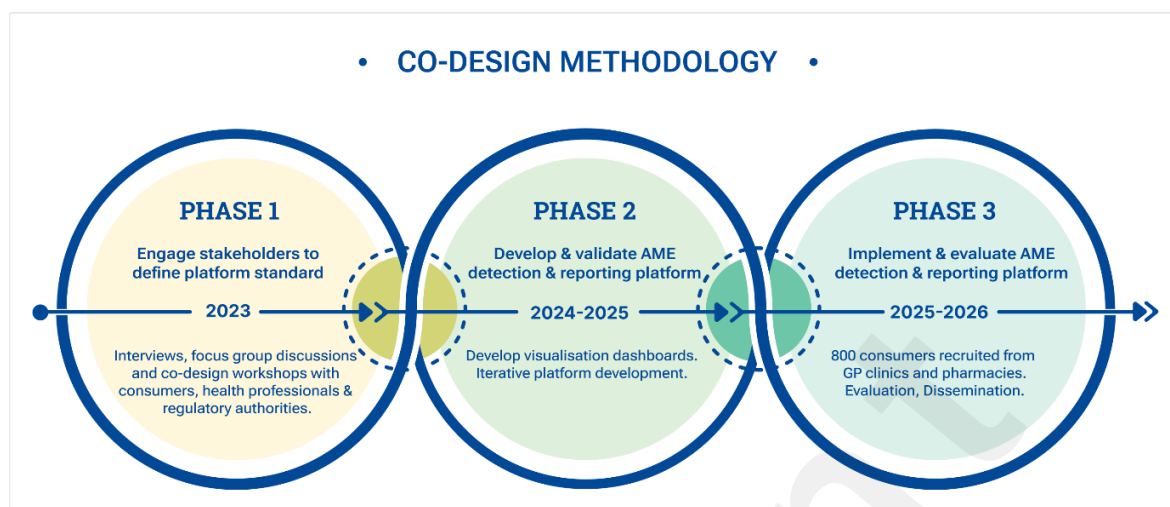 • CO-DESIGN METHODOLOGY •
PHASE 1
Engage stakeholders to
define platform standard
2023
Interviews, focus group discussions
and co-design workshops with
consumers, health professionals &
regulatory authorities.
PHASE 2
Develop & validate AME
detection & reporting platform
2024-2025
Develop visualisation dashboards.
Iterative platform development.
PHASE 3
Implement & evaluate AME
detection & reporting platform
2025-2026
800 consumers recruited from
GP clinics and pharmacies.
Evaluation, Dissemination.